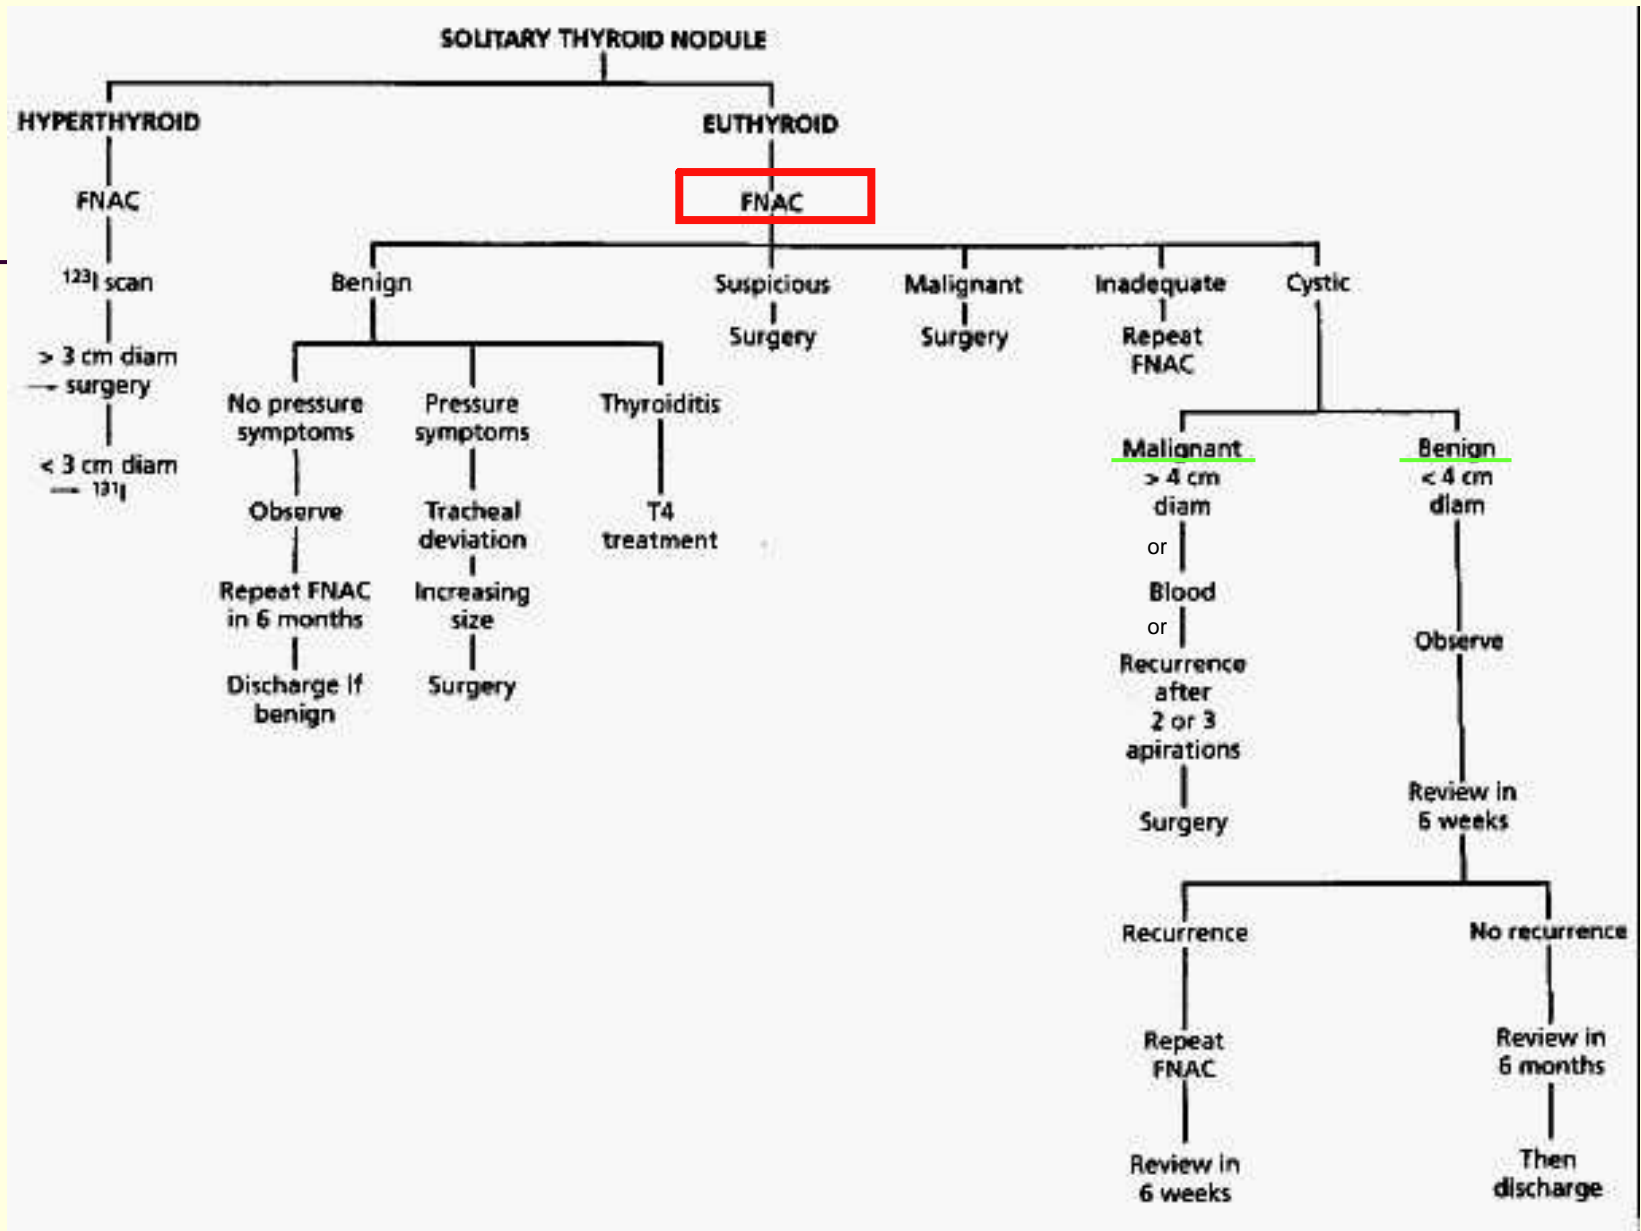 SOLITARY THYROID NODULE
HYPERTHYROID
FNAC
¹²³I scan
> 3 cm diam
→ surgery
< 3 cm diam
→ ¹³¹I
EUTHYROID
FNAC
Benign
No pressure
symptoms
Observe
Repeat FNAC
in 6 months
Discharge if
benign
Pressure
symptoms
Tracheal
deviation
Increasing
size
Surgery
Thyroiditis
T4
treatment
Suspicious
Surgery
Malignant
Surgery
Inadequate
Repeat
FNAC
Cystic
Malignant
> 4 cm
diam
or
Blood
or
Recurrence
after
2 or 3
apirations
Surgery
Benign
< 4 cm
diam
Observe
Review in
6 weeks
Recurrence
Repeat
FNAC
Review in
6 weeks
No recurrence
Review in
6 months
Then
discharge